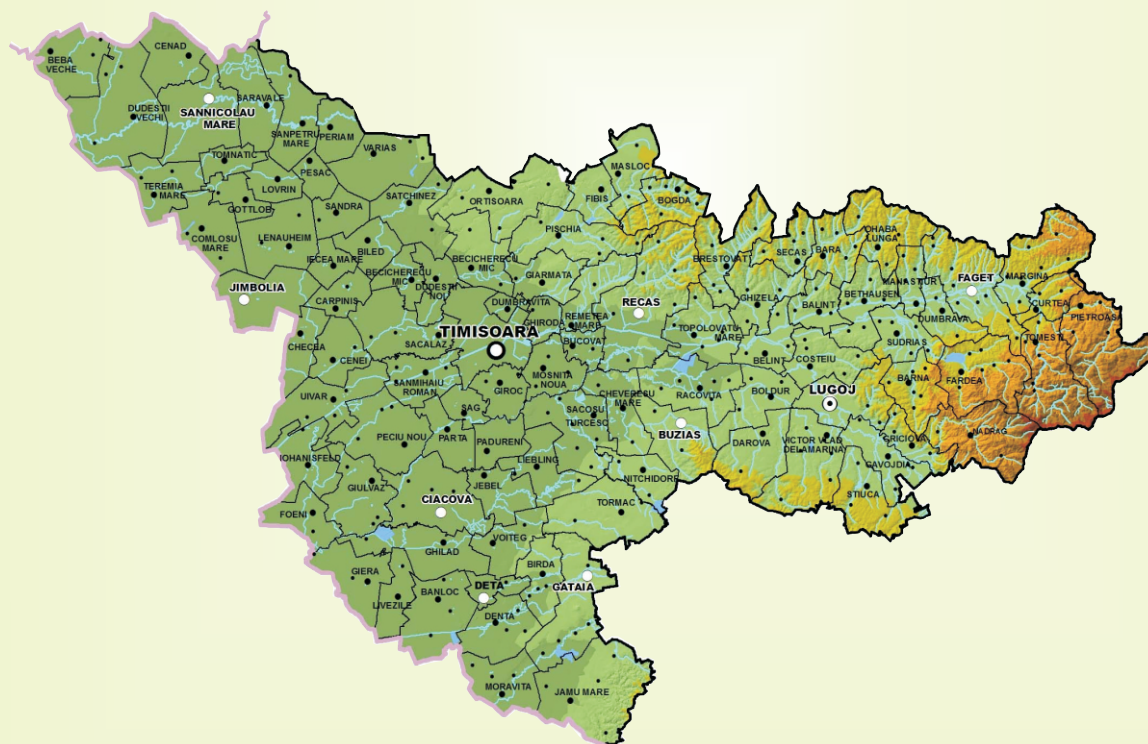 CENAD
BEBA
VECHE
DUDESTII
VECHI
SANNICOLAU
MARE
SARAVALE
SANPETRU
MARE
PERIAM
VARIAS
TOMNATIC
PESAC
TEREMIA
MARE
LOVRIN
GOTTLOB
SANDRA
SATCHINEZ
COMLOSU
MARE
LENAUHEIM
IECEA MARE
BILED
ORTISOARA
FIBIS
MASLOC
BOGDA
PISCHIA
BECICHERECU
MIC
BECICHERECU
MIC
DUDESTII
NOI
GIARMATA
JIMBOLIA
CARPINIS
DUMBRAVITA
BRESTOVAT
SECAS
BARA
OHABA
LUNGA
FAGET
MARGINA
MANASTIUR
BETHAUSEN
BALINT
GHIZELA
DUMBRAVA
CURTEA
PIETROASA
TOMESTI
RECAS
TIMISOARA
GHIRODA
REMETEA
MARE
BUCOVAT
TOPOLOVATU
MARE
CHECEA
CENEI
SACALAZ
SUDRIAS
BELINT
COSTEIU
SANMIHAIU
ROMAN
GIROC
MOSNITA
NOUA
UIVAR
CHEVERESU
MARE
RACOVITA
BOLDUR
LUGOJ
BARNA
FARDEA
SAG
SACOSU
TURCESC
BUZIAS
PECIU NOU
PARTA
PADURENI
DAROVA
VICTOR VLAD
DELAMARINA
CRICIOVA
NADRAG
IOHANISFELD
LIEBLING
GAVOJDIA
GIULVAZ
JEBEL
NITCHIDORF
STIUCA
CIACOVA
TORMAC
FOENI
VOITEG
GHILAD
BIRDA
GIERA
BANLOC
DETA
GATAIA
LIVEZILE
DENTA
MORAVITA
JAMU MARE